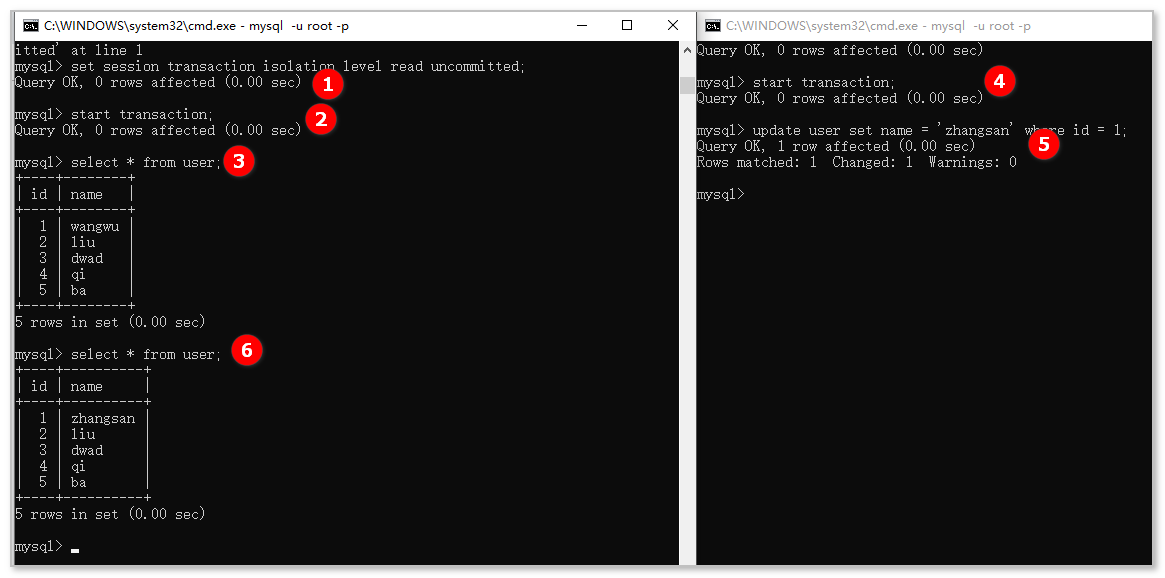 C:\WINDOWS\system32\cmd.exe - mysql  -u root -p
itted' at line 1
mysql> set session transaction isolation level read uncommitted;
Query OK, 0 rows affected (0.00 sec)
1
mysql> start transaction;
2
Query OK, 0 rows affected (0.00 sec)
mysql> select * from user;
3
+----+--------+
| id | name   |
+----+--------+
|  1 | wangwu |
|  2 | liu    |
|  3 | dwad   |
|  4 | qi     |
|  5 | ba     |
+----+--------+
5 rows in set (0.00 sec)
mysql> select * from user;
6
+----+----------+
| id | name     |
+----+----------+
|  1 | zhangsan |
|  2 | liu      |
|  3 | dwad     |
|  4 | qi       |
|  5 | ba       |
+----+----------+
5 rows in set (0.00 sec)
mysql>
C:\WINDOWS\system32\cmd.exe - mysql  -u root -p
Query OK, 0 rows affected (0.00 sec)
mysql> start transaction;
4
Query OK, 0 rows affected (0.00 sec)
mysql> update user set name = 'zhangsan' where id = 1;
Query OK, 1 row affected (0.00 sec)
5
Rows matched: 1  Changed: 1  Warnings: 0
mysql>